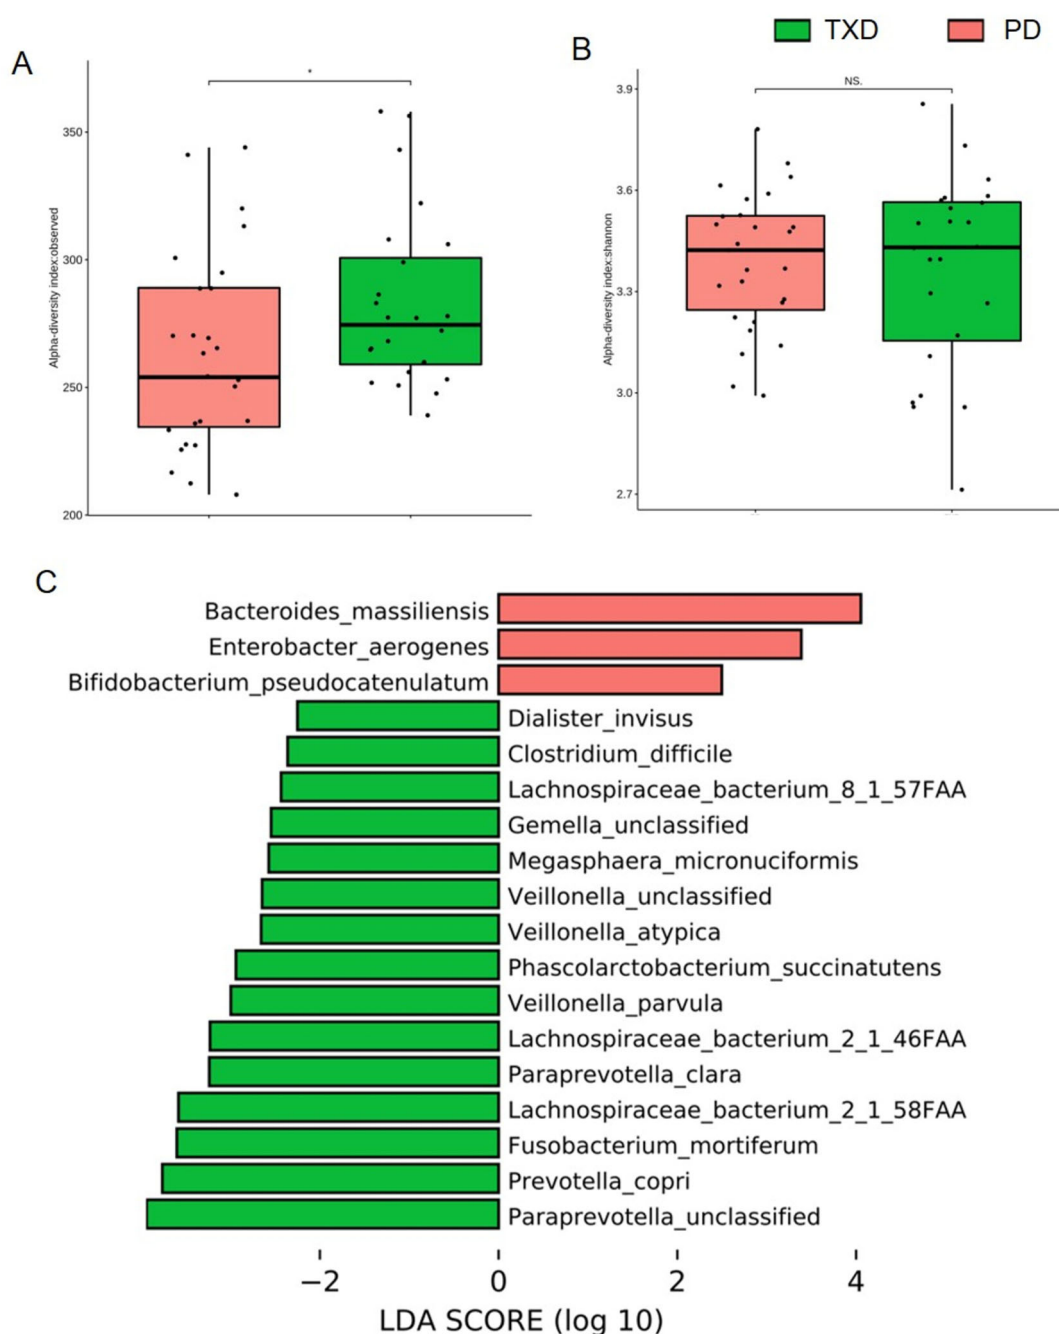 TXD PD
A
*
Alpha-diversity index:observed
350
300
250
200
B
NS.
Alpha-diversity index:shannon
3.9
3.6
3.3
3.0
2.7
C
Bacteroides_massiliensis
Enterobacter_aerogenes
Bifidobacterium_pseudocatenulatum
Dialister_invisus
Clostridium_difficile
Lachnospiraceae_bacterium_8_1_57FAA
Gemella_unclassified
Megasphaera_micronuciformis
Veillonella_unclassified
Veillonella_atypica
Phascolarctobacterium_succinatutens
Veillonella_parvula
Lachnospiraceae_bacterium_2_1_46FAA
Paraprevotella_clara
Lachnospiraceae_bacterium_2_1_58FAA
Fusobacterium_mortiferum
Prevotella_copri
Paraprevotella_unclassified
−2 0 2 4
LDA SCORE (log 10)